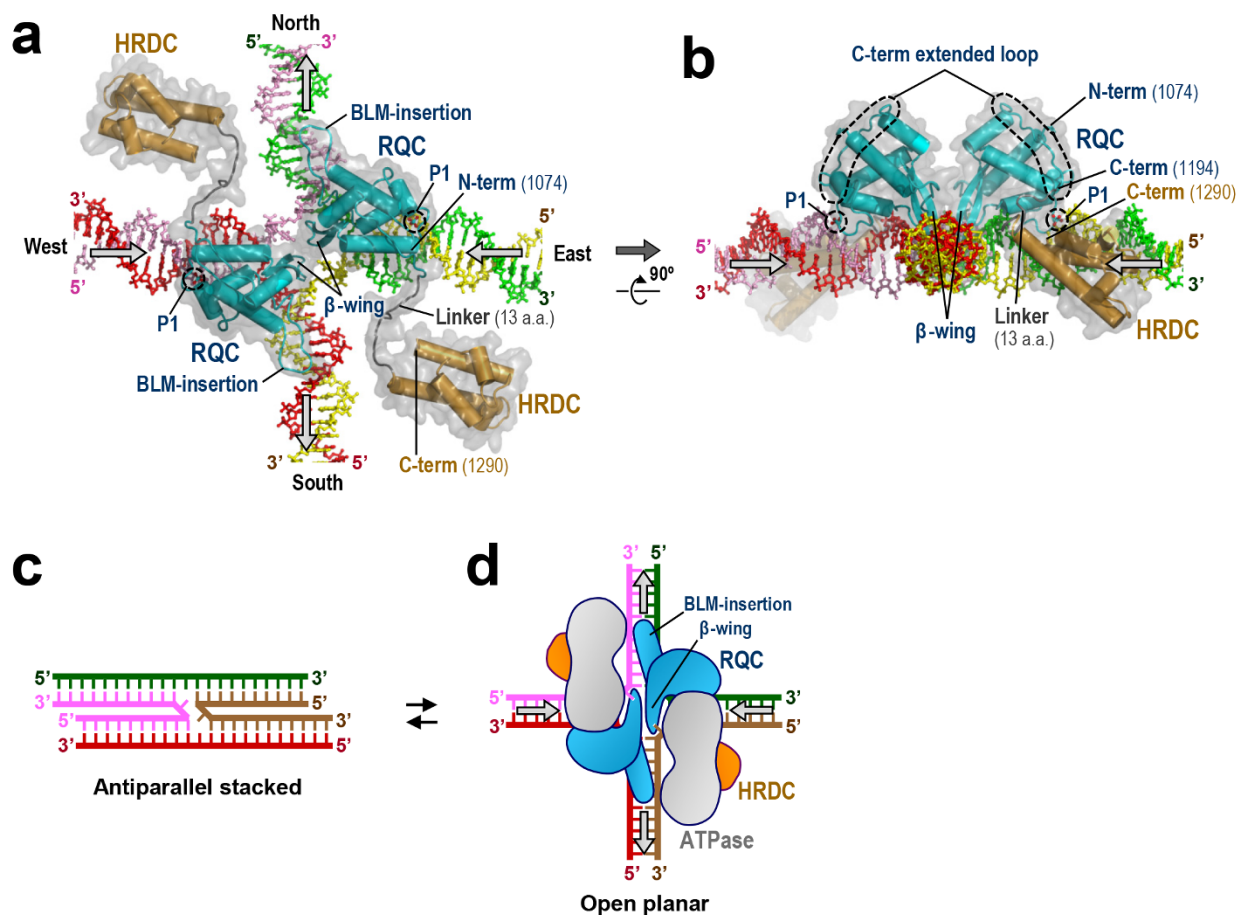 a
North
5’ 3’
HRDC
BLM-insertion
RQC
P1
N-term (1074)
3’
5’
West
East
5’
3’
P1
β-wing
Linker (13 a.a.)
RQC
BLM-insertion
HRDC
C-term (1290)
3’ 5’
South
90º
b
C-term extended loop
N-term (1074)
RQC
C-term (1194)
C-term (1290)
P1
P1
5’
5’
3’
3’
β-wing
Linker
(13 a.a.)
HRDC
c
5’ 3’
3’ 5’
5’ 3’
3’ 5’
Antiparallel stacked
d
3’ 5’
BLM-insertion
β-wing
RQC
5’ 3’
3’ 5’
HRDC
ATPase
5’ 3’
Open planar